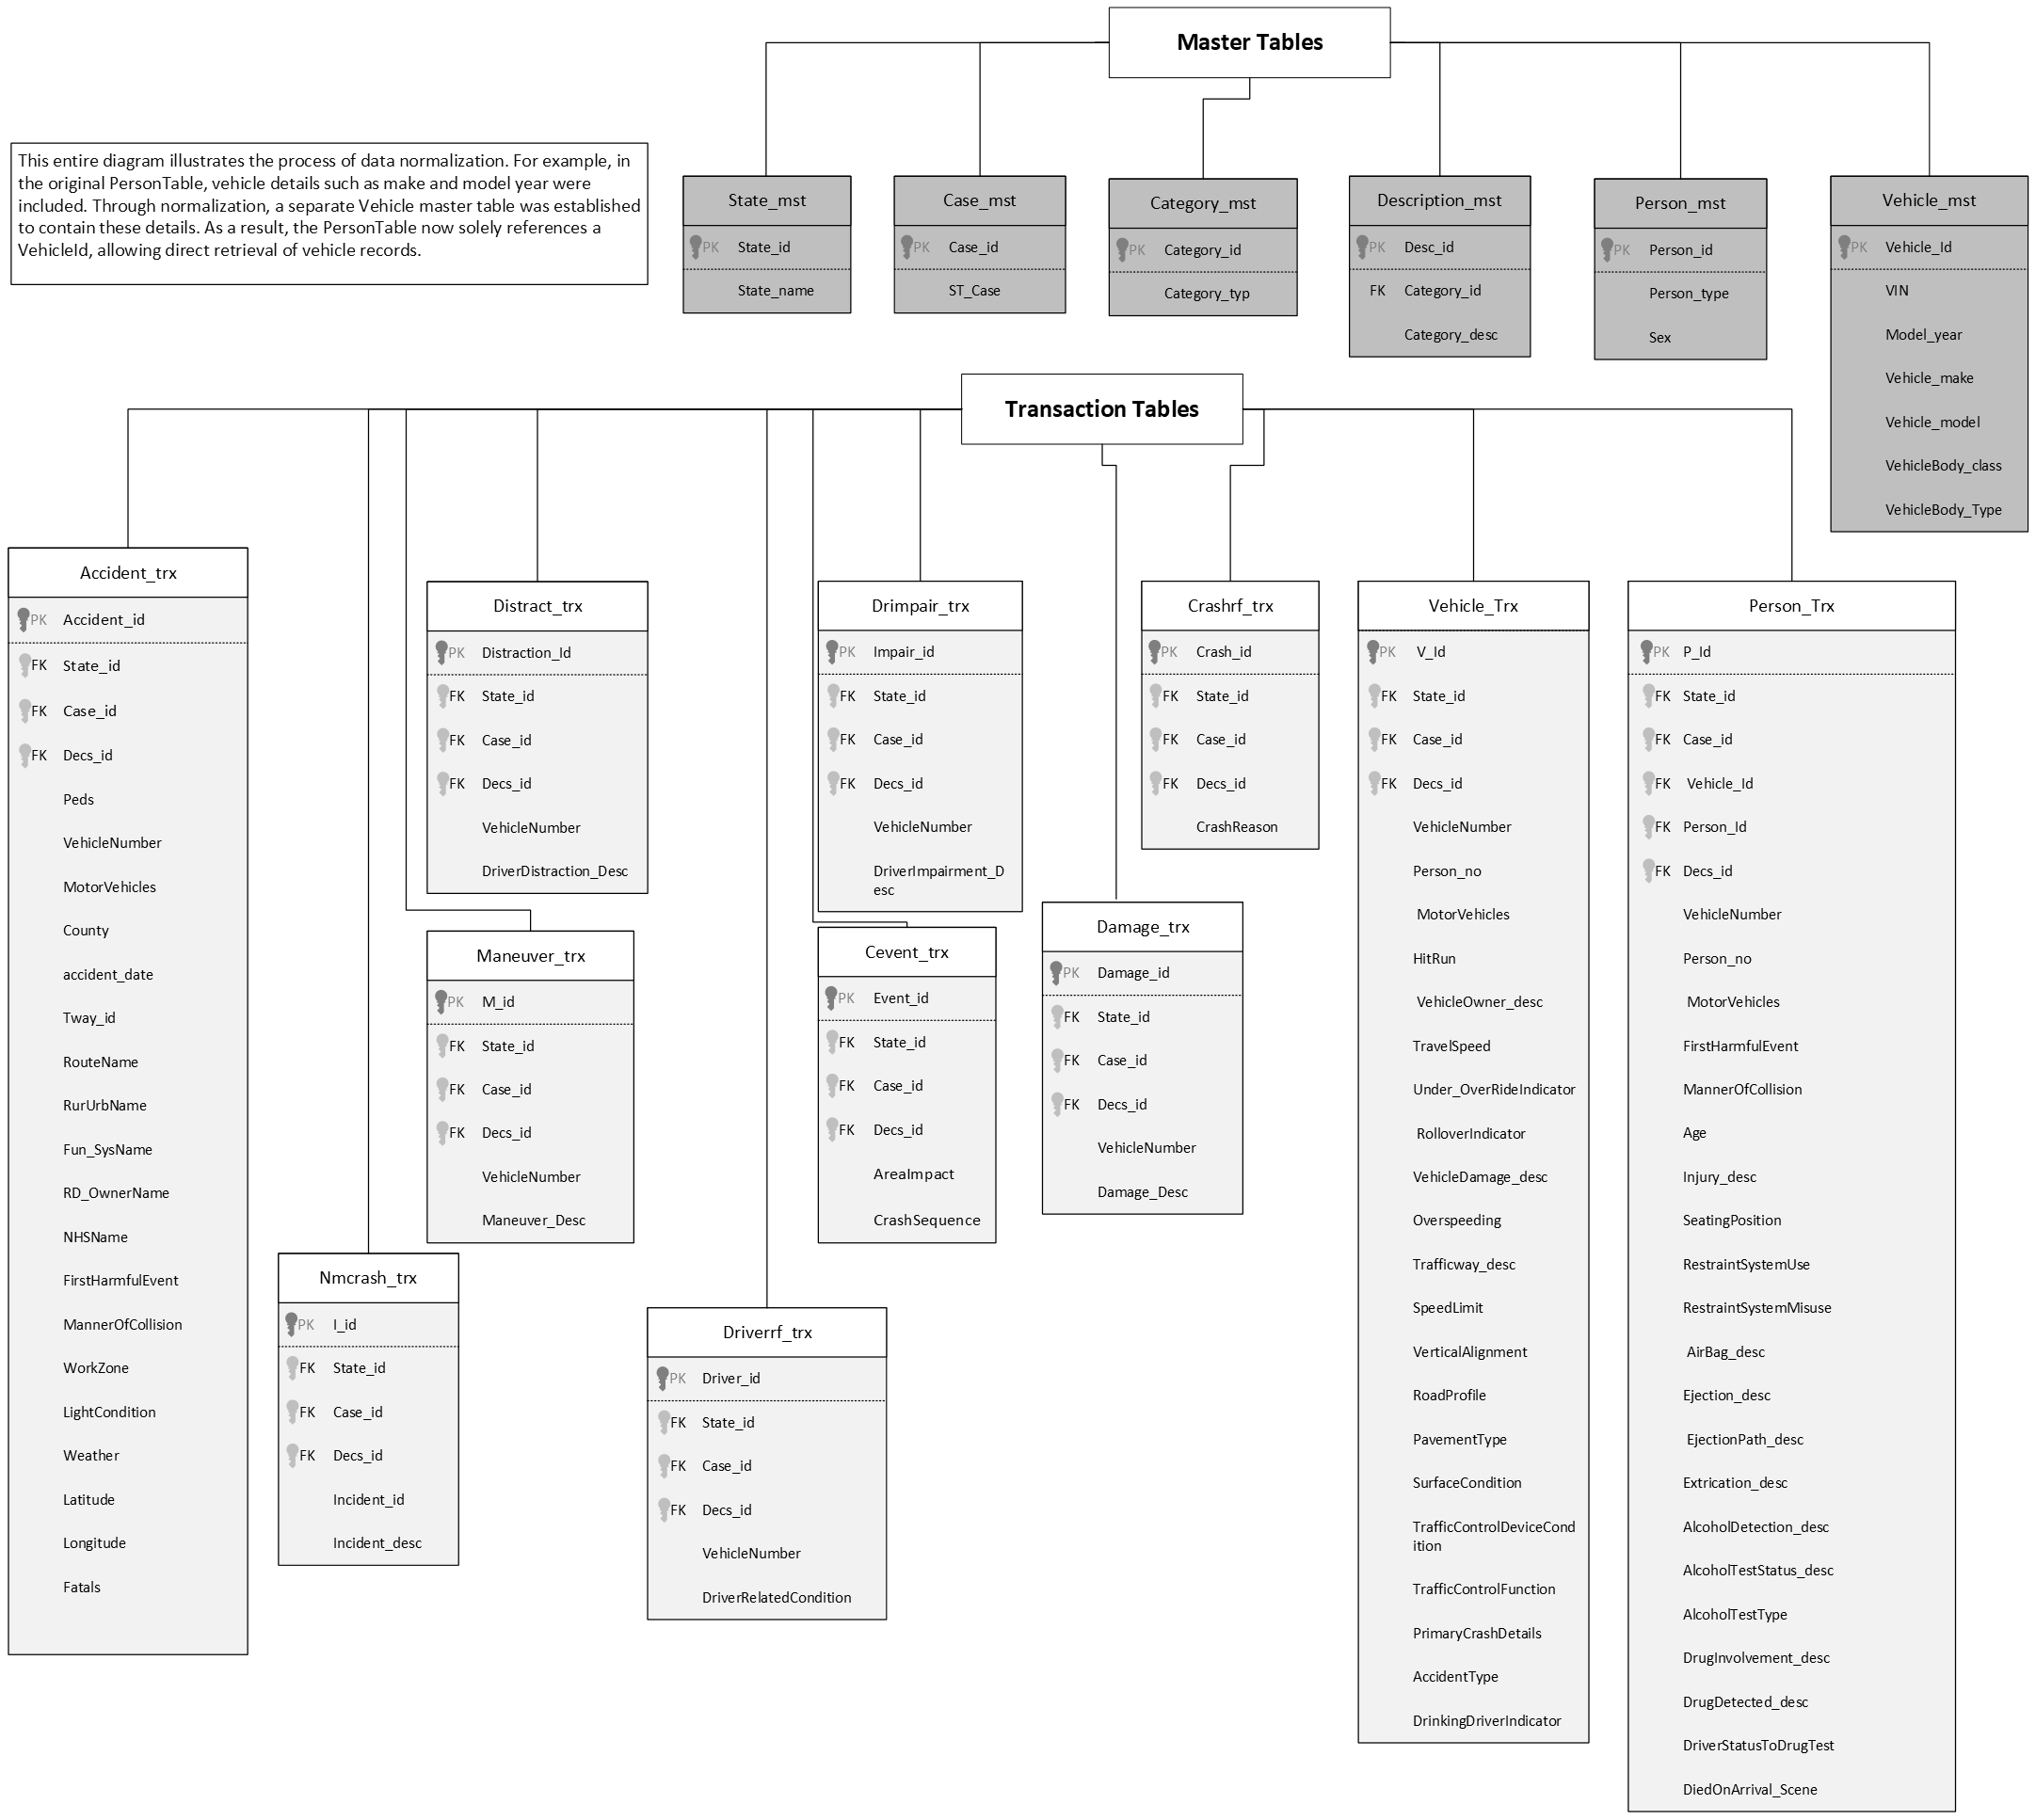 Master Tables
This entire diagram illustrates the process of data normalization. For example, in
the original PersonTable, vehicle details such as make and model year were
included. Through normalization, a separate Vehicle master table was established
to contain these details. As a result, the PersonTable now solely references a
VehicleId, allowing direct retrieval of vehicle records.
State_mst
PK State_id
State_name
Case_mst
PK Case_id
ST_Case
Category_mst
PK Category_id
Category_typ
Description_mst
PK Desc_id
FK Category_id
Category_desc
Person_mst
PK Person_id
Person_type
Sex
Vehicle_mst
PK Vehicle_Id
VIN
Model_year
Vehicle_make
Vehicle_model
VehicleBody_class
VehicleBody_Type
Transaction Tables
Accident_trx
PK Accident_id
FK State_id
FK Case_id
FK Decs_id
Peds
VehicleNumber
MotorVehicles
County
accident_date
Tway_id
RouteName
RurUrbName
Fun_SysName
RD_OwnerName
NHSName
FirstHarmfulEvent
MannerOfCollision
WorkZone
LightCondition
Weather
Latitude
Longitude
Fatals
Distract_trx
PK Distraction_Id
FK State_id
FK Case_id
FK Decs_id
VehicleNumber
DriverDistraction_Desc
Maneuver_trx
PK M_id
FK State_id
FK Case_id
FK Decs_id
VehicleNumber
Maneuver_Desc
Nmcrash_trx
PK I_id
FK State_id
FK Case_id
FK Decs_id
Incident_id
Incident_desc
Driverrf_trx
PK Driver_id
FK State_id
FK Case_id
FK Decs_id
VehicleNumber
DriverRelatedCondition
Drimpair_trx
PK Impair_id
FK State_id
FK Case_id
FK Decs_id
VehicleNumber
DriverImpairment_D
esc
Cevent_trx
PK Event_id
FK State_id
FK Case_id
FK Decs_id
AreaImpact
CrashSequence
Damage_trx
PK Damage_id
FK State_id
FK Case_id
FK Decs_id
VehicleNumber
Damage_Desc
Crashrf_trx
PK Crash_id
FK State_id
FK Case_id
FK Decs_id
CrashReason
Vehicle_Trx
PK V_Id
FK State_id
FK Case_id
FK Decs_id
VehicleNumber
Person_no
MotorVehicles
HitRun
VehicleOwner_desc
TravelSpeed
Under_OverRideIndicator
RolloverIndicator
VehicleDamage_desc
Overspeeding
Trafficway_desc
SpeedLimit
VerticalAlignment
RoadProfile
PavementType
SurfaceCondition
TrafficControlDeviceCond
ition
TrafficControlFunction
PrimaryCrashDetails
AccidentType
DrinkingDriverIndicator
Person_Trx
PK P_Id
FK State_id
FK Case_id
FK Vehicle_Id
FK Person_Id
FK Decs_id
VehicleNumber
Person_no
MotorVehicles
FirstHarmfulEvent
MannerOfCollision
Age
Injury_desc
SeatingPosition
RestraintSystemUse
RestraintSystemMisuse
AirBag_desc
Ejection_desc
EjectionPath_desc
Extrication_desc
AlcoholDetection_desc
AlcoholTestStatus_desc
AlcoholTestType
DrugInvolvement_desc
DrugDetected_desc
DriverStatusToDrugTest
DiedOnArrival_Scene